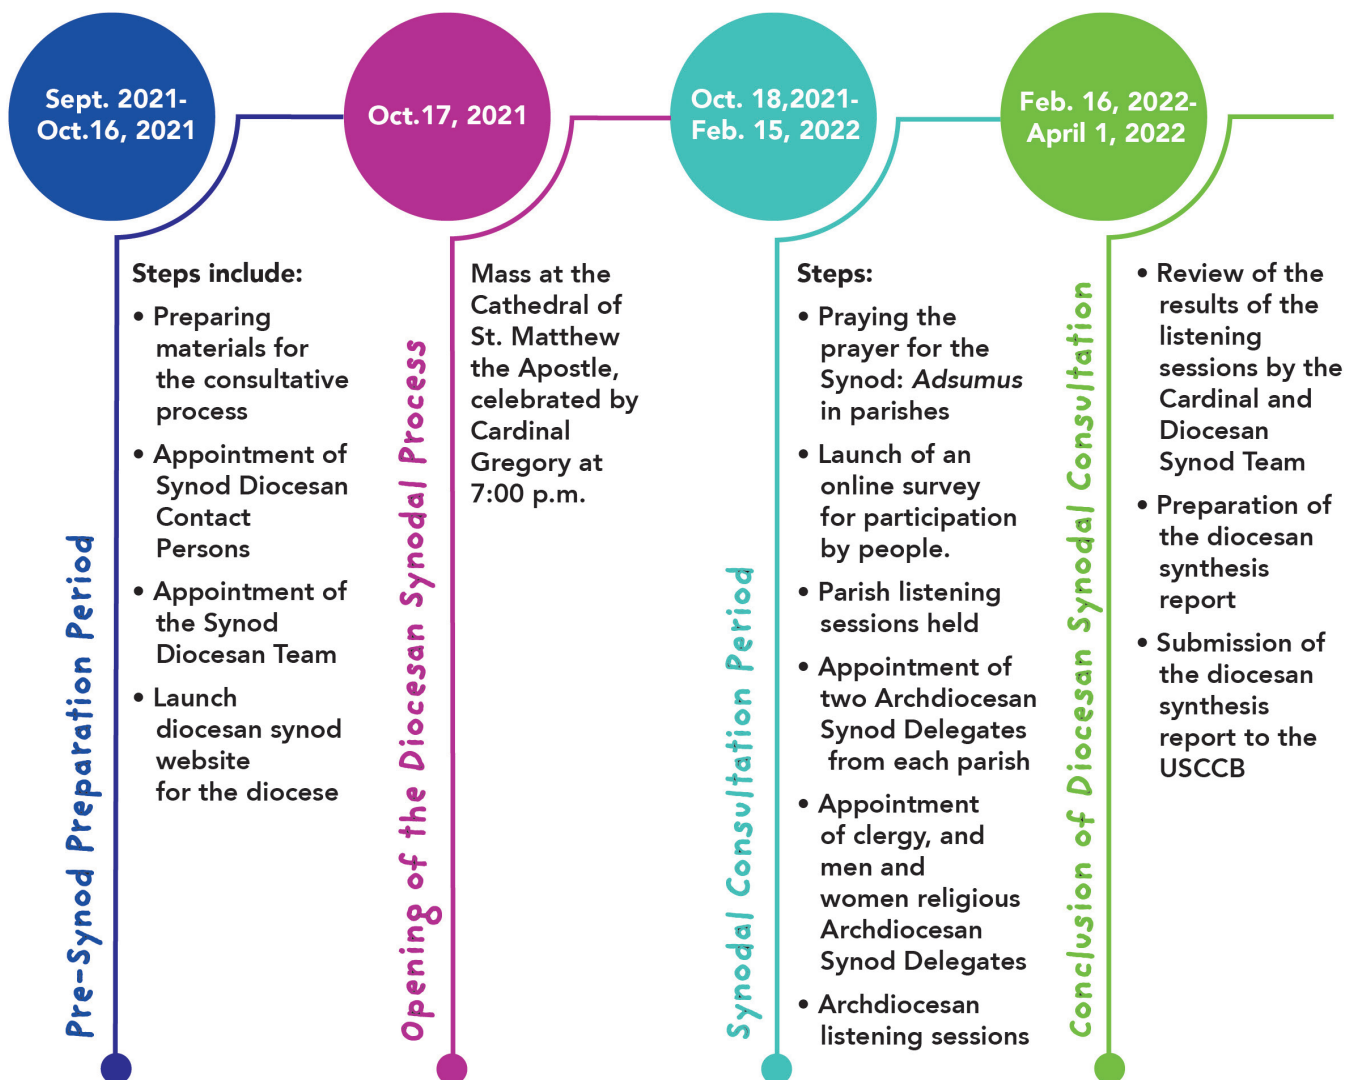 Sept. 2021-
Oct.16, 2021
Pre-Synod Preparation Period
Steps include:
• Preparing
materials for
the consultative
process
• Appointment of
Synod Diocesan
Contact
Persons
• Appointment of
the Synod
Diocesan Team
• Launch
diocesan synod
website
for the diocese
Oct.17, 2021
Opening of the Diocesan Synodal Process
Mass at the
Cathedral of
St. Matthew
the Apostle,
celebrated by
Cardinal
Gregory at
7:00 p.m.
Oct. 18,2021-
Feb. 15, 2022
Synodal Consultation Period
Steps:
• Praying the
prayer for the
Synod: Adsumus
in parishes
• Launch of an
online survey
for participation
by people.
• Parish listening
sessions held
• Appointment of
two Archdiocesan
Synod Delegates
from each parish
• Appointment
of clergy, and
men and
women religious
Archdiocesan
Synod Delegates
• Archdiocesan
listening sessions
Feb. 16, 2022-
April 1, 2022
Conclusion of Diocesan Synodal Consultation
• Review of the
results of the
listening
sessions by the
Cardinal and
Diocesan
Synod Team
• Preparation of
the diocesan
synthesis
report
• Submission of
the diocesan
synthesis
report to the
USCCB